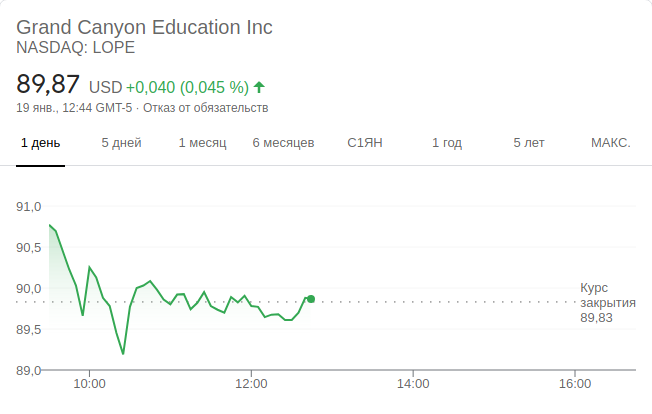 Grand Canyon Education Inc
NASDAQ: LOPE
89,87 USD +0,040 (0,045 %)
19 янв., 12:44 GMT-5 · Отказ от обязательств
1 день 5 дней 1 месяц 6 месяцев С1ЯН 1 год 5 лет МАКС.
91,0
90,5
90,0
89,5
89,0
Курс
закрытия
89,83
10:00 12:00 14:00 16:00